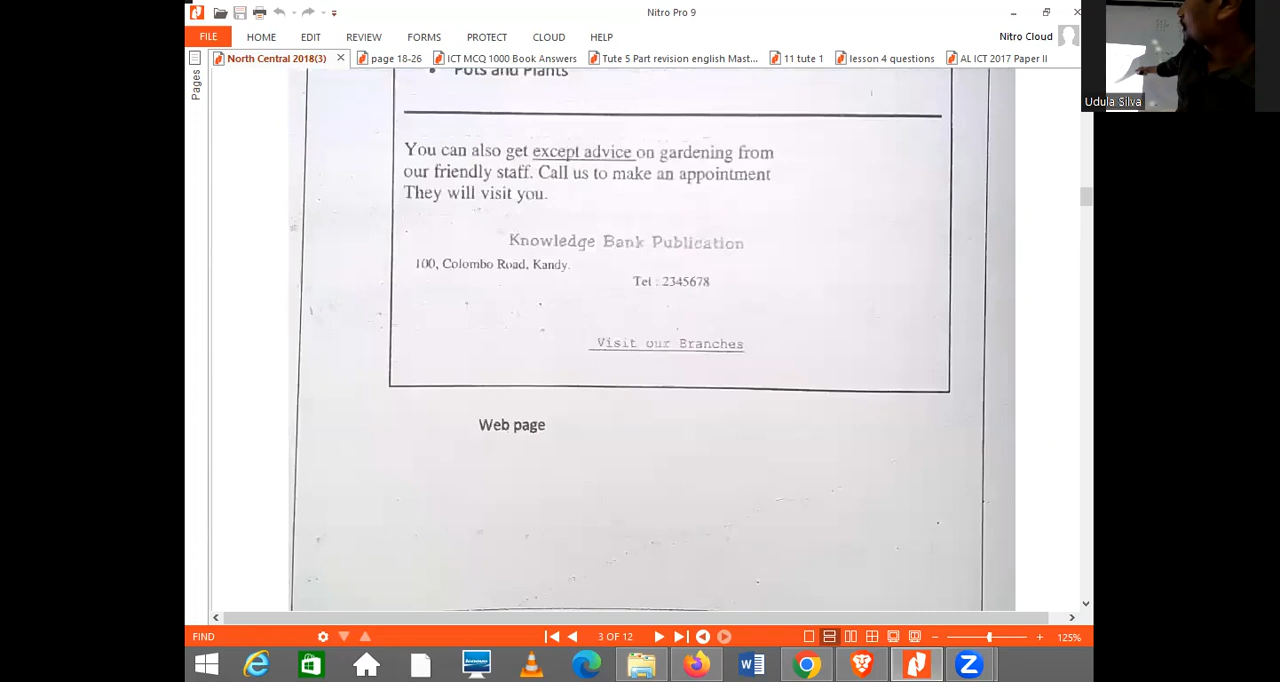 Nitro Pro 9
FILE HOME EDIT REVIEW FORMS PROTECT CLOUD HELP
Nitro Cloud
North Central 2018(3) page 18-26 ICT MCQ 1000 Book Answers Tute 5 Part revision english Mast... 11 tute 1 lesson 4 questions AL ICT 2017 Paper II
Udula Silva
Pages
• Pots and Plants
You can also get except advice on gardening from
our friendly staff. Call us to make an appointment
They will visit you.
Knowledge Bank Publication
100, Colombo Road, Kandy.
Tel : 2345678
Visit our Branches
Web page
FIND
3 OF 12
125%